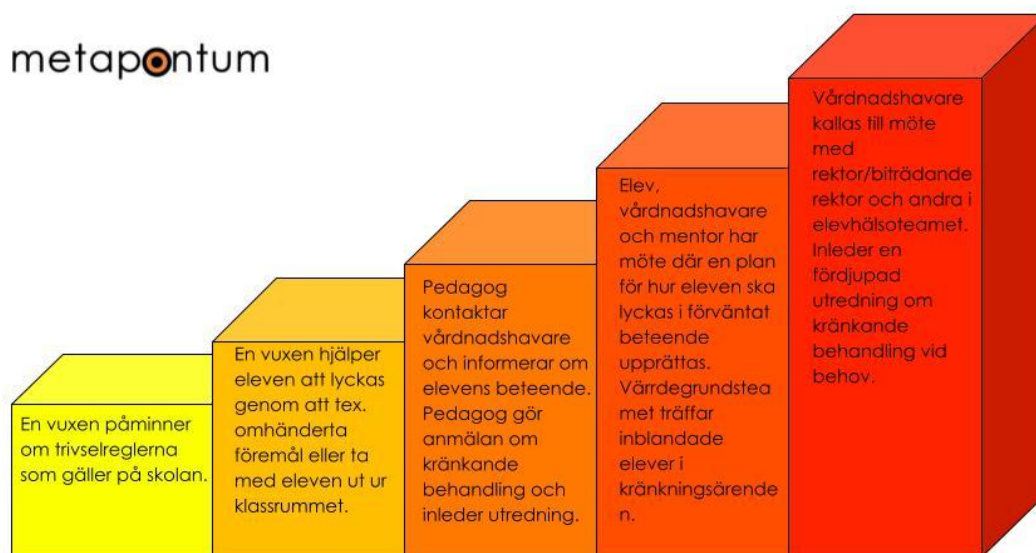 metapontum
En vuxen påminner
om trivselreglerna
som gäller på skolan.
En vuxen hjälper
eleven att lyckas
genom att tex.
omhänderta
föremål eller ta
med eleven ut ur
klassrummet.
Pedagog
kontaktar
vårdnadshavare
och informerar om
elevens beteende.
Pedagog gör
anmälan om
kränkande
behandling och
inleder utredning.
Elev,
vårdnadshavare
och mentor har
möte där en plan
för hur eleven ska
lyckas i förväntat
beteende
upprättas.
Värrdegrundstea
met träffar
inblandade
elever i
kränkningsärende
n.
Vårdnadshavare
kallas till möte
med
rektor/biträdande
rektor och andra i
elevhälsoteamet.
Inleder en
fördjupad
utredning om
kränkande
behandling vid
behov.